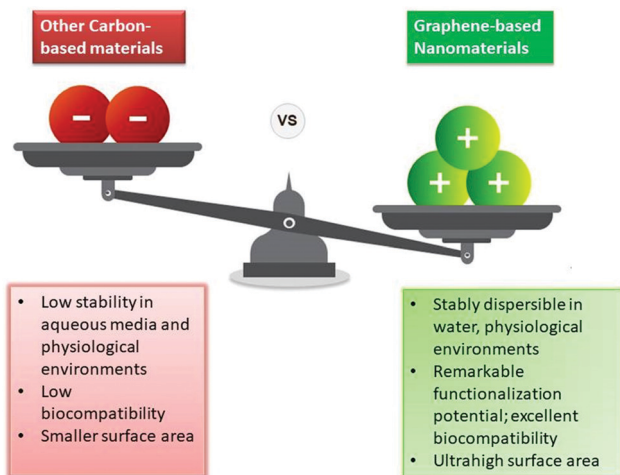 Other Carbon-
based materials
Graphene-based
Nanomaterials
VS
• Low stability in
aqueous media and
physiological
environments
• Low
biocompatibility
• Smaller surface area
• Stably dispersible in
water, physiological
environments
• Remarkable
functionalization
potential; excellent
biocompatibility
• Ultrahigh surface area